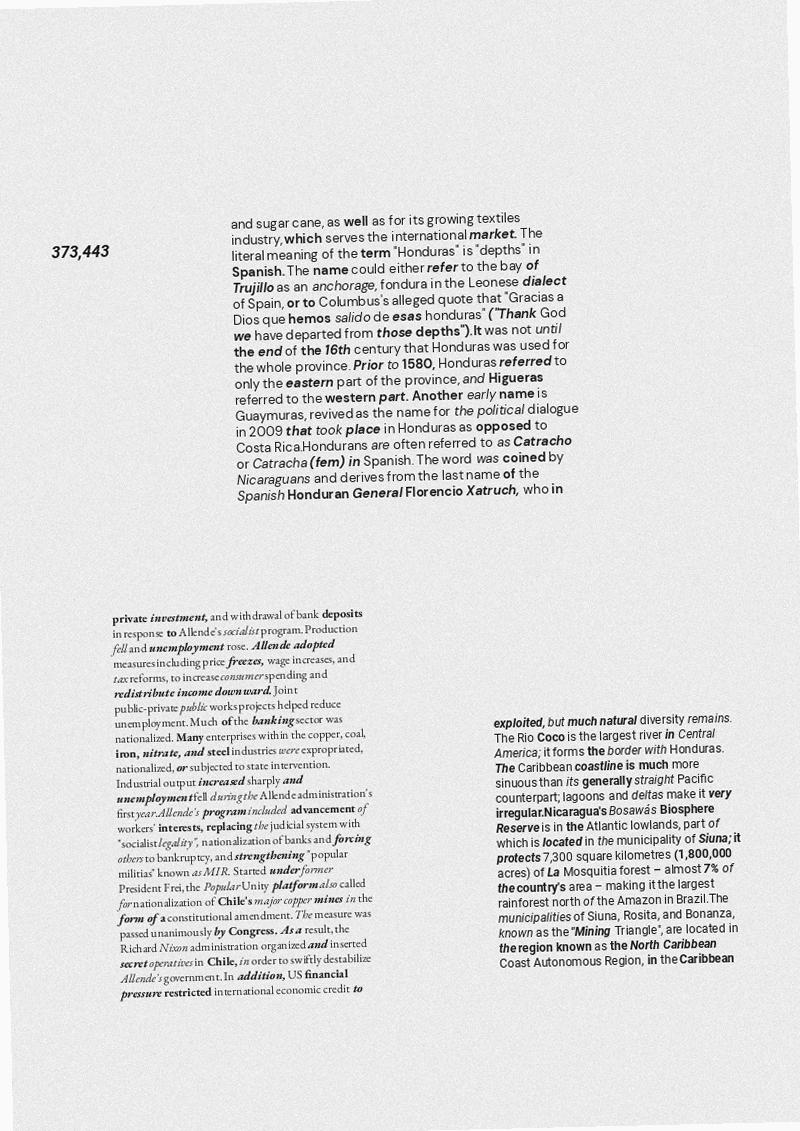 373,443
and sugar cane, as well as for its growing textiles
industry, which serves the international market. The
literal meaning of the term "Honduras" is "depths" in
Spanish. The name could either refer to the bay of
Trujillo as an anchorage, fondura in the Leonese dialect
of Spain, or to Columbus's alleged quote that "Gracias a
Dios que hemos salido de esas honduras" ("Thank God
we have departed from those depths").It was not until
the end of the 16th century that Honduras was used for
the whole province. Prior to 1580, Honduras referred to
only the eastern part of the province, and Higueras
referred to the western part. Another early name is
Guaymuras, revived as the name for the political dialogue
in 2009 that took place in Honduras as opposed to
Costa Rica.Hondurans are often referred to as Catracho
or Catracha (fem) in Spanish. The word was coined by
Nicaraguans and derives from the last name of the
Spanish Honduran General Florencio Xatruch, who in
private investment, and withdrawal of bank deposits
in response to Allende's socialist program. Production
fell and unemployment rose. Allende adopted
measures including price freezes, wage increases, and
tax reforms, to increase consumer spending and
redistribute income downward. Joint
public-private public works projects helped reduce
unemployment. Much of the banking sector was
nationalized. Many enterprises within the copper, coal,
iron, nitrate, and steel industries were expropriated,
nationalized, or subjected to state intervention.
Industrial output increased sharply and
unemployment fell during the Allende administration's
first year.Allende's program included advancement of
workers' interests, replacing the judicial system with
"socialist legality", nationalization of banks and forcing
others to bankruptcy, and strengthening "popular
militias" known as MIR. Started under former
President Frei, the Popular Unity platform also called
for nationalization of Chile's major copper mines in the
form of a constitutional amendment. The measure was
passed unanimously by Congress. As a result, the
Richard Nixon administration organized and inserted
secret operatives in Chile, in order to swiftly destabilize
Allende's government. In addition, US financial
pressure restricted international economic credit to
exploited, but much natural diversity remains.
The Rio Coco is the largest river in Central
America; it forms the border with Honduras.
The Caribbean coastline is much more
sinuous than its generally straight Pacific
counterpart; lagoons and deltas make it very
irregular.Nicaragua's Bosawás Biosphere
Reserve is in the Atlantic lowlands, part of
which is located in the municipality of Siuna; it
protects 7,300 square kilometres (1,800,000
acres) of La Mosquitia forest – almost 7% of
the country's area – making it the largest
rainforest north of the Amazon in Brazil.The
municipalities of Siuna, Rosita, and Bonanza,
known as the "Mining Triangle", are located in
the region known as the North Caribbean
Coast Autonomous Region, in the Caribbean